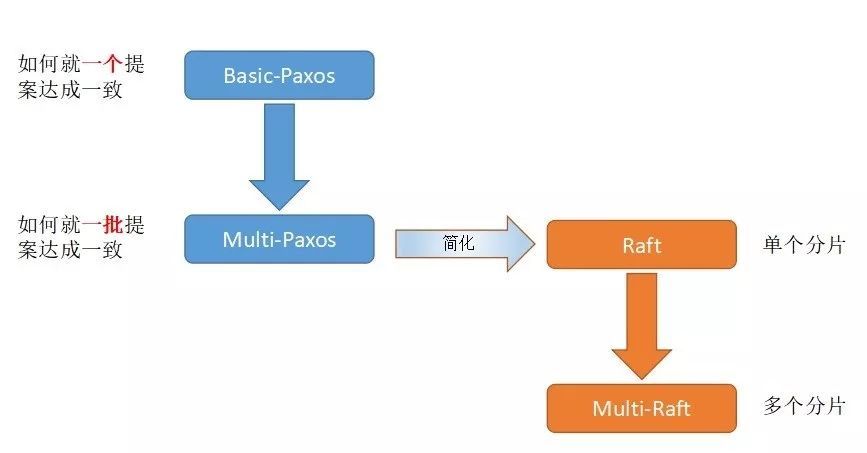 如何就一个提
案达成一致
Basic-Paxos
如何就一批提
案达成一致
Multi-Paxos
简化
Raft
单个分片
Multi-Raft
多个分片